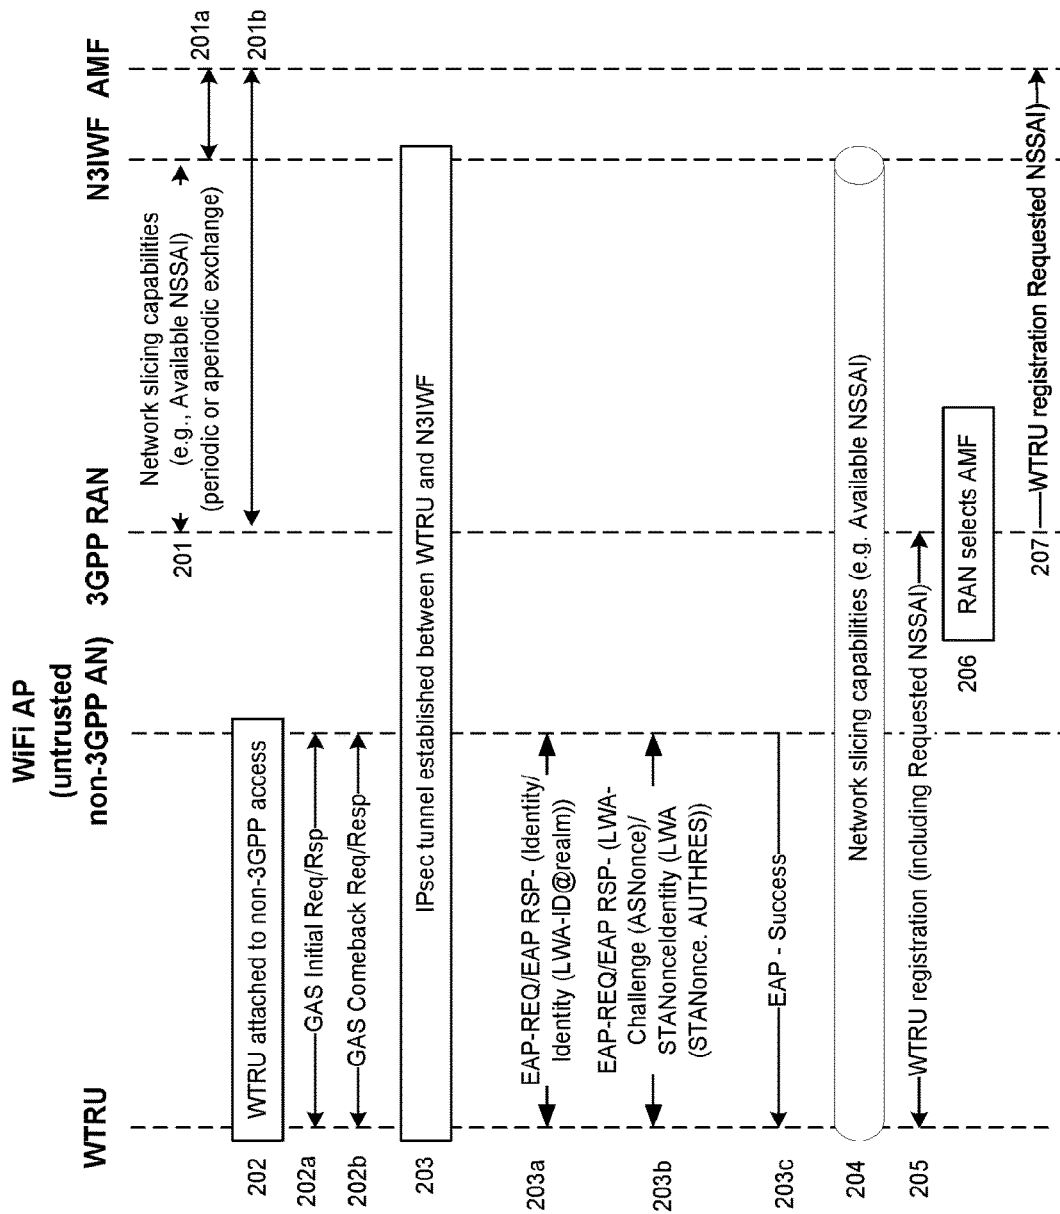 WTRU
WiFi AP
(untrusted
non-3GPP AN)
3GPP RAN
N3IWF
AMF
201
Network slicing capabilities
(e.g., Available NSSAI)
(periodic or aperiodic exchange)
201a
201b
202
WTRU attached to non-3GPP access
202a
GAS Initial Req/Rsp
202b
GAS Comeback Req/Resp
203
IPsec tunnel established between WTRU and N3IWF
203a
EAP-REQ/EAP RSP- (Identity/
Identity (LWA-ID@realm))
203b
EAP-REQ/EAP RSP- (LWA-
Challenge (ASNonce)/
STANonceIdentity (LWA
(STANonce. AUTHRES))
203c
EAP - Success
204
Network slicing capabilities (e.g. Available NSSAI)
205
WTRU registration (including Requested NSSAI)
206
RAN selects AMF
207
WTRU registration Requested NSSAI)